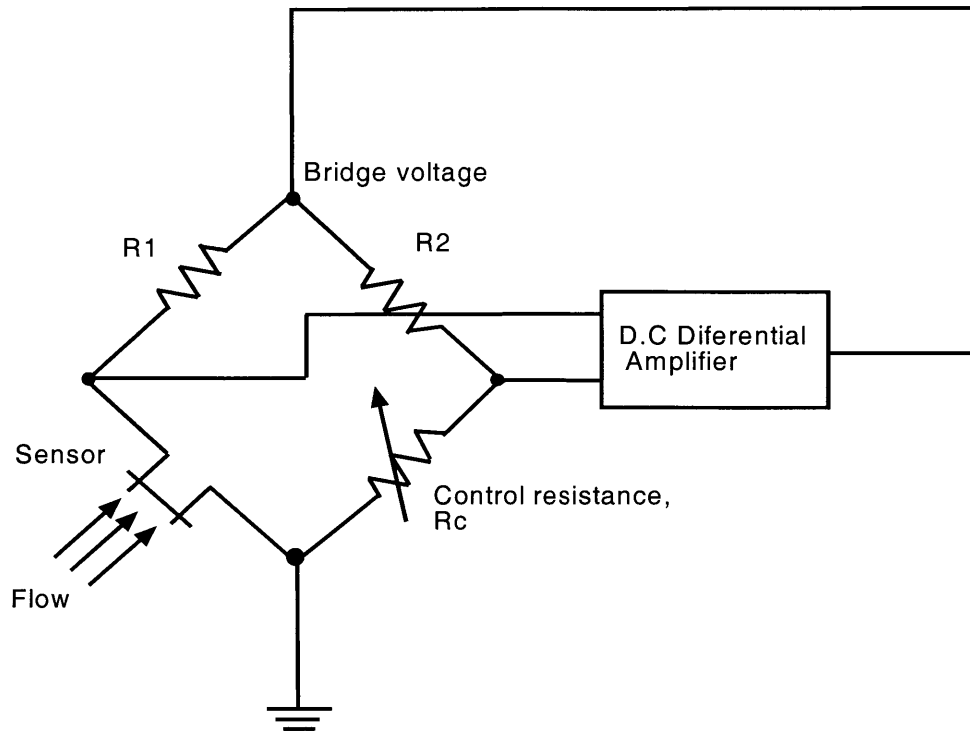 Bridge voltage
R1
R2
D.C Diferential
Amplifier
Sensor
Control resistance,
Rc
Flow